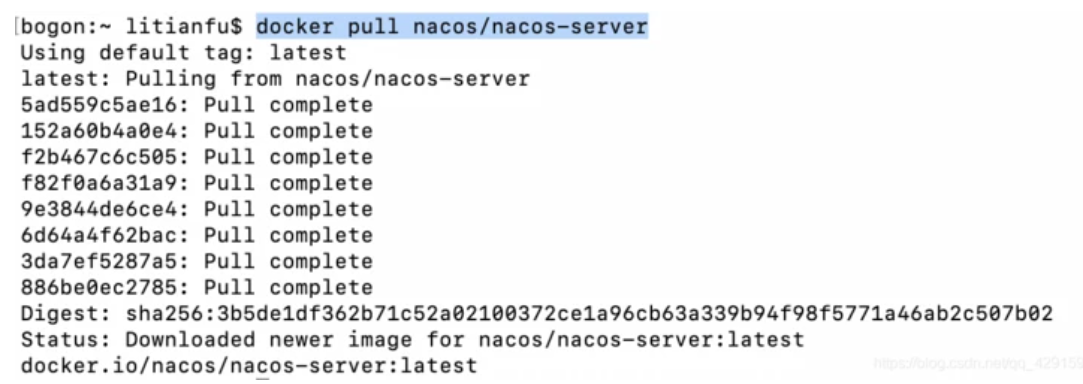 [bogon:~ litianfu$ docker pull nacos/nacos-server
Using default tag: latest
latest: Pulling from nacos/nacos-server
5ad559c5ae16: Pull complete
152a60b4a0e4: Pull complete
f2b467c6c505: Pull complete
f82f0a6a31a9: Pull complete
9e3844de6ce4: Pull complete
6d64a4f62bac: Pull complete
3da7ef5287a5: Pull complete
886be0ec2785: Pull complete
Digest: sha256:3b5de1df362b71c52a02100372ce1a96cb63a339b94f98f5771a46ab2c507b02
Status: Downloaded newer image for nacos/nacos-server:latest
docker.io/nacos/nacos-server:latest
https://blog.csdn.net/qq_42915